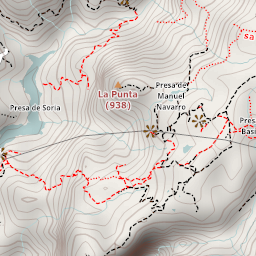 sa
La Punta
(938)
Presa de
Manuel
Navarro
Presa de Soria
Pres
Basi